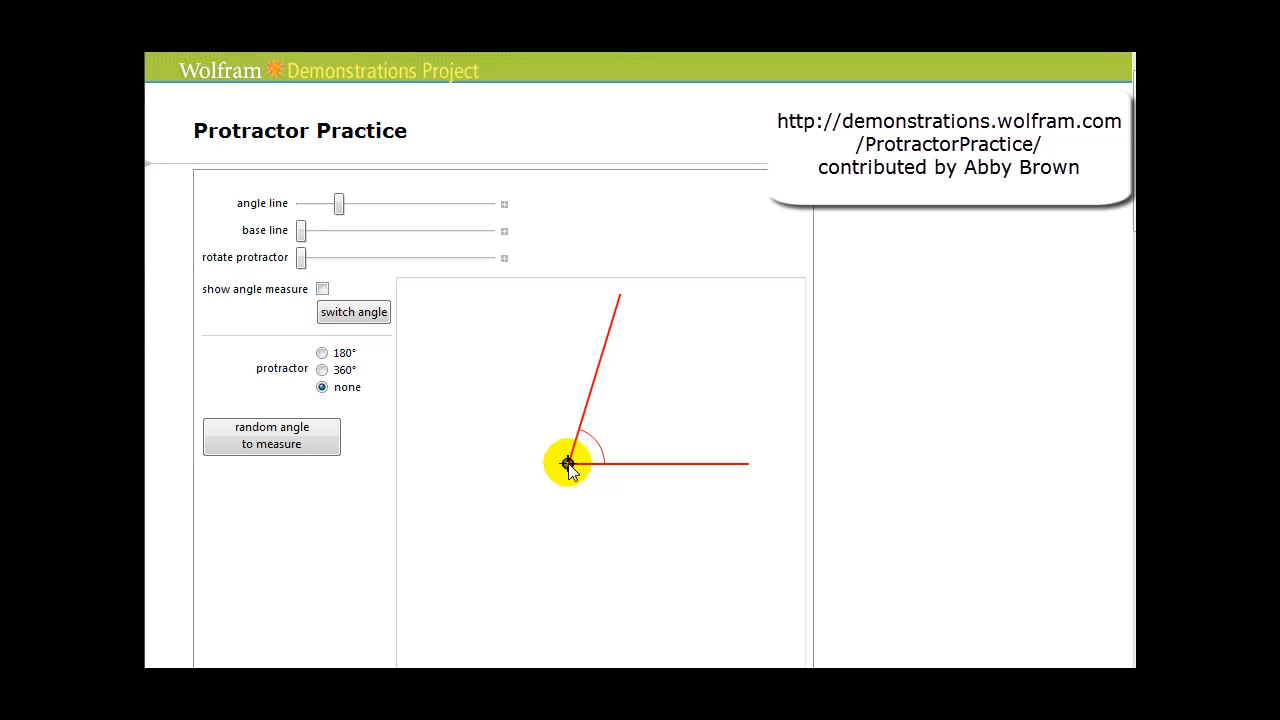 Wolfram Demonstrations Project
Protractor Practice
http://demonstrations.wolfram.com
/ProtractorPractice/
contributed by Abby Brown
angle line
base line
rotate protractor
show angle measure
switch angle
protractor
180°
360°
none
random angle
to measure